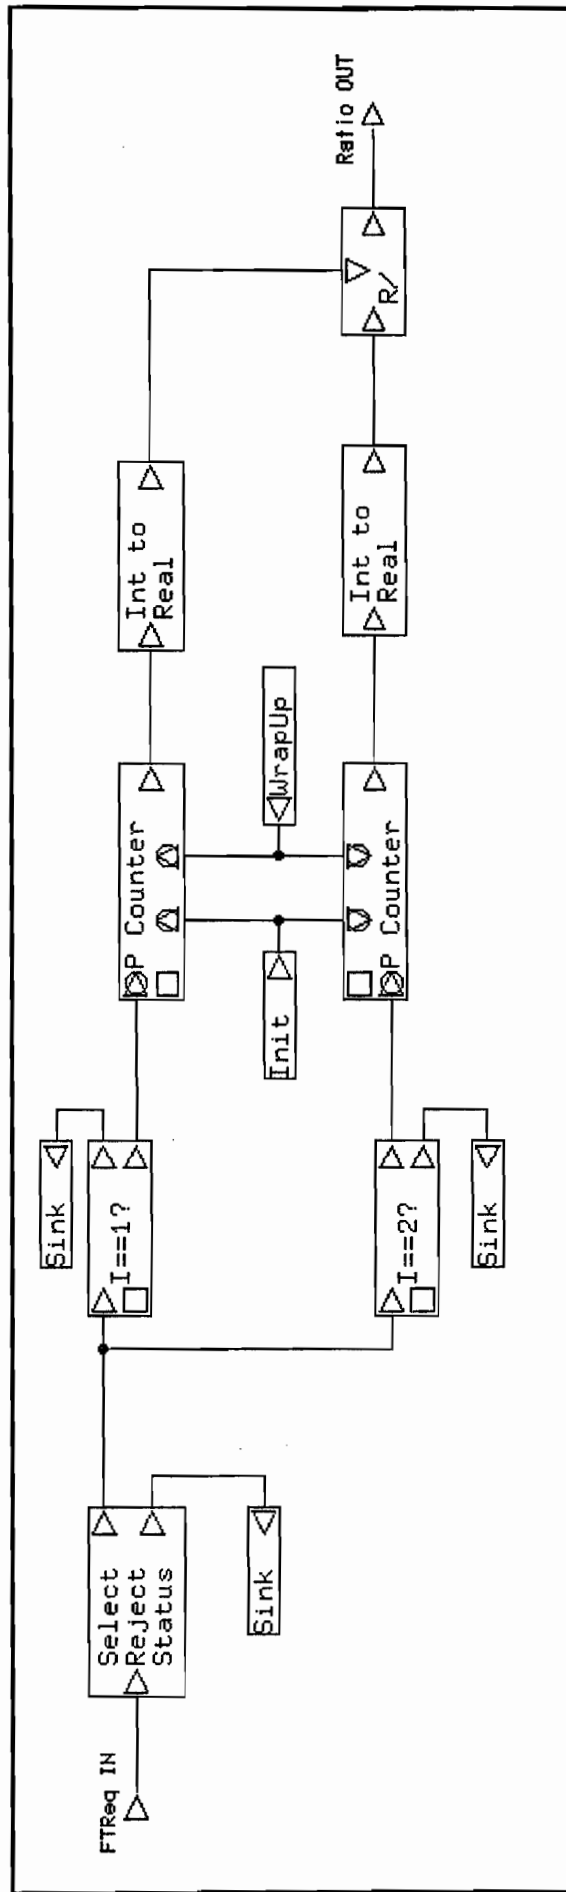 FTReq IN
Select
Reject
Status
Sink
Sink
I==1?
I==2?
Sink
P Counter
Init
WrapUp
P Counter
Int to
Real
Int to
Real
R/
Ratio OUT